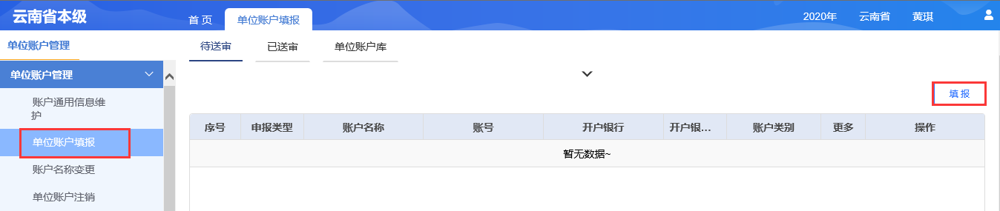 云南省本级
首 页 单位账户填报 2020年 云南省 黄琪
单位账户管理
待送审 已送审 单位账户库
单位账户管理
账户通用信息维
护
单位账户填报
账户名称变更
单位账户注销
填 报
序号 申报类型 账户名称 账号 开户银行 开户银... 账户类别 更多 操作
暂无数据~